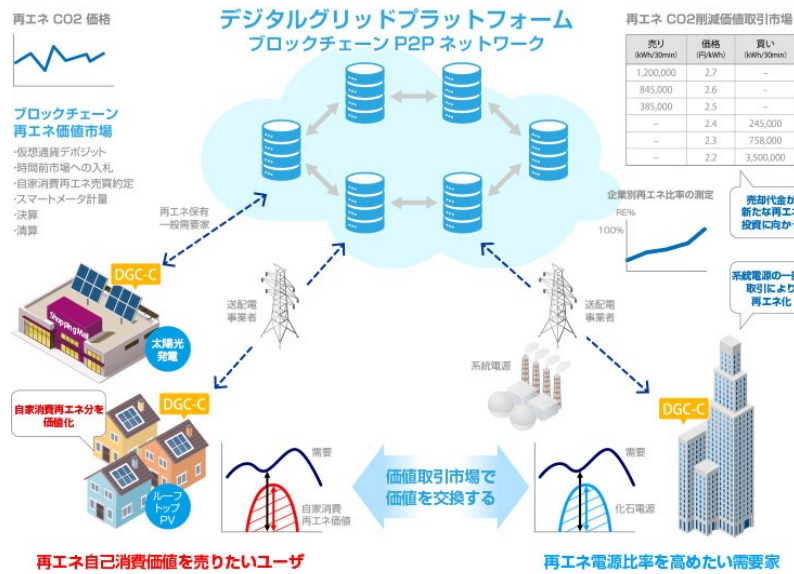 デジタルグリッドプラットフォーム
ブロックチェーン P2P ネットワーク
再エネ CO2 価格
ブロックチェーン
再エネ価値市場
・仮想通貨デポジット
・時間前市場への入札
・自家消費再エネ売買約定
・スマートメータ計量
・決算
・清算
再エネ CO2削減価値取引市場
売り 価格 買い
(kWh/30min) (円/kWh) (kWh/30min)
1,200,000 2.7 –
845,000 2.6 –
385,000 2.5 –
– 2.4 245,000
– 2.3 758,000
– 2.2 3,500,000
再エネ保有
一般需要家
企業別再エネ比率の測定
RE%
100%
売却代金が
新たな再エネ
投資に向かう
系統電源の一部
取引により
再エネ化
DGC-C
Shopping Mall
太陽光
発電
送配電
事業者
送配電
事業者
系統電源
自家消費再エネ分を
価値化
DGC-C
ルーフ
トップ
PV
DGC-C
需要
自家消費
再エネ価値
価値取引市場で
価値を交換する
需要
化石電源
再エネ自己消費価値を売りたいユーザ
再エネ電源比率を高めたい需要家